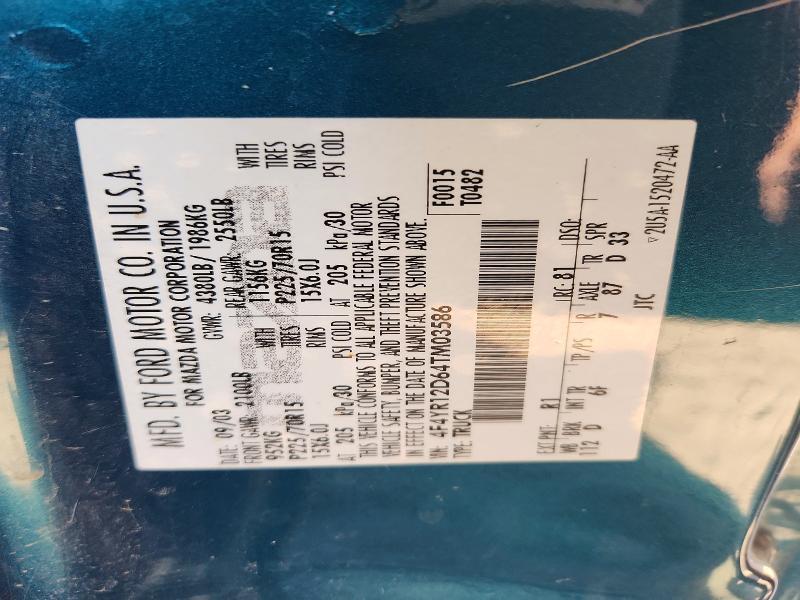 MFD. BY FORD MOTOR CO. IN U.S.A.
FOR MAZDA MOTOR CORPORATION
DATE: 09/03 GVWR: 4380LB/ 1986KG
FRONT GAWR: 2100LB REAR GAWR: 2550LB
952KG 1156KG WITH
P225/70R15 WITH TIRES P225/70R15 TIRES
15X6.0J RIMS 15X6.0J RIMS
AT 205 kPa/30 PSI COLD AT 205 kPa/30 PSI COLD
THIS VEHICLE CONFORMS TO ALL APPLICABLE FEDERAL MOTOR
VEHICLE SAFETY, BUMPER, AND THEFT PREVENTION STANDARDS
IN EFFECT ON THE DATE OF MANUFACTURE SHOWN ABOVE.
VIN: 4F4YR12D64TM03586 F0015
TYPE: TRUCK T0482
EXT PNT: R1 RC: 81 DSO:
WB BRK INT TR TP/PS R AXLE TR SPR
112 D 6F 7 87 D 33
JTC
▽ 2U5A-1520472-AA